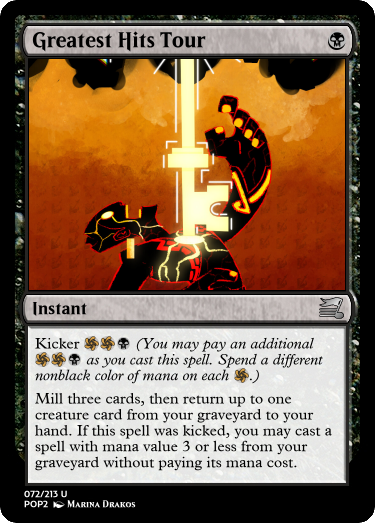 Greatest Hits Tour
Instant
Kicker (You may pay an additional
as you cast this spell. Spend a different
nonblack color of mana on each .)
Mill three cards, then return up to one
creature card from your graveyard to your
hand. If this spell was kicked, you may cast a
spell with mana value 3 or less from your
graveyard without paying its mana cost.
072/213 U
POP2 Marina Drakos